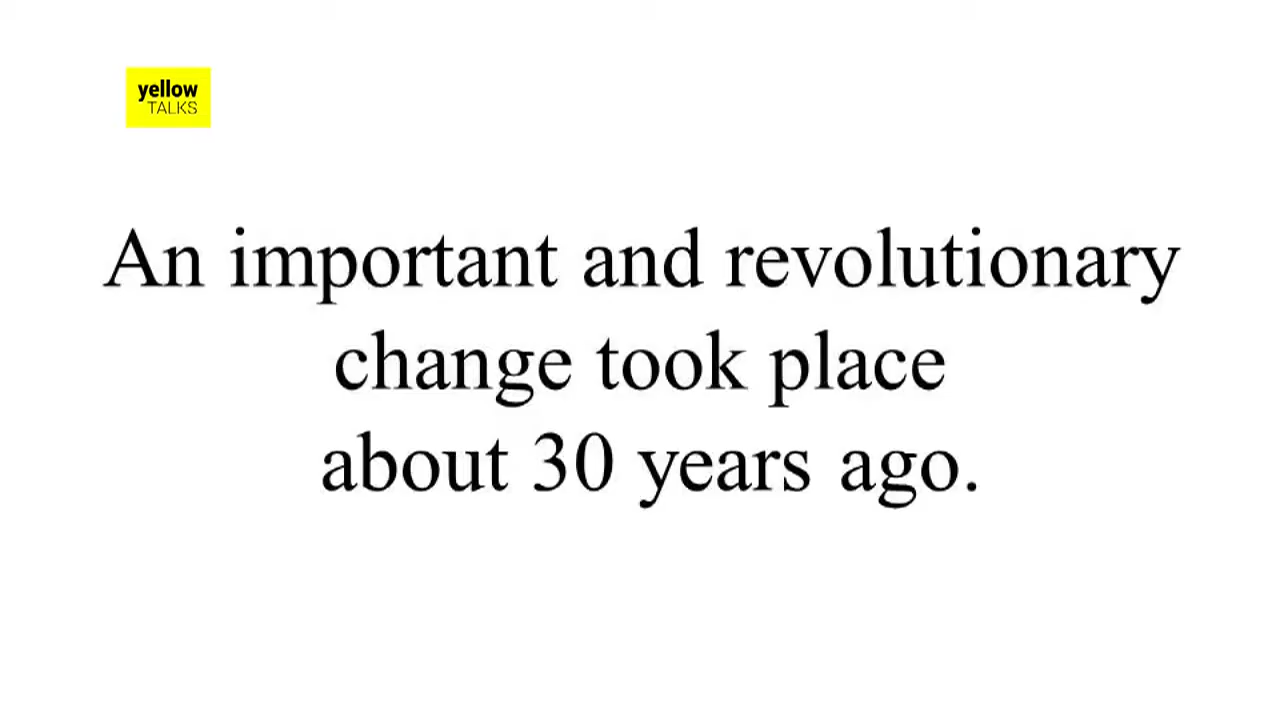 yellow
TALKS
An important and revolutionary
change took place
about 30 years ago.